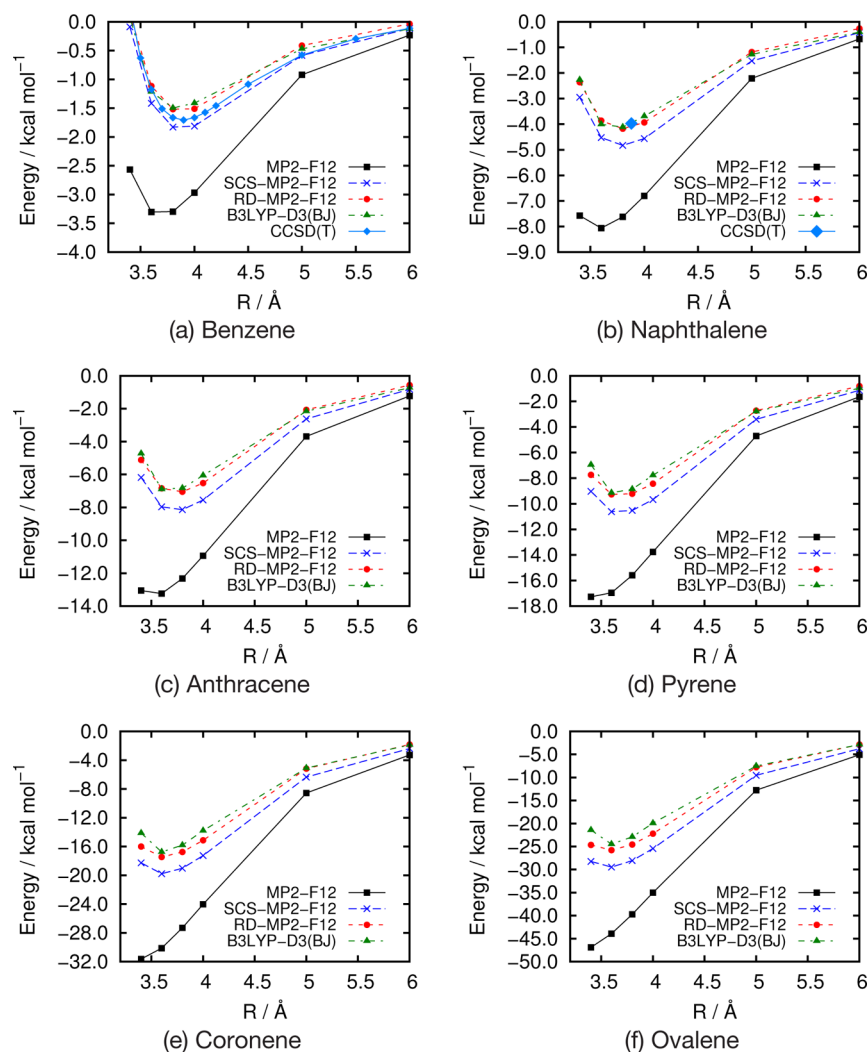 Energy / kcal mol⁻¹
0.0
−0.5
−1.0
−1.5
−2.0
−2.5
−3.0
−3.5
−4.0
MP2−F12
SCS−MP2−F12
RD−MP2−F12
B3LYP−D3(BJ)
CCSD(T)
3.5 4 4.5 5 5.5 6
R / Å
(a) Benzene
Energy / kcal mol⁻¹
0.0
−1.0
−2.0
−3.0
−4.0
−5.0
−6.0
−7.0
−8.0
−9.0
MP2−F12
SCS−MP2−F12
RD−MP2−F12
B3LYP−D3(BJ)
CCSD(T)
3.5 4 4.5 5 5.5 6
R / Å
(b) Naphthalene
Energy / kcal mol⁻¹
0.0
−2.0
−4.0
−6.0
−8.0
−10.0
−12.0
−14.0
MP2−F12
SCS−MP2−F12
RD−MP2−F12
B3LYP−D3(BJ)
3.5 4 4.5 5 5.5 6
R / Å
(c) Anthracene
Energy / kcal mol⁻¹
0.0
−2.0
−4.0
−6.0
−8.0
−10.0
−12.0
−14.0
−16.0
−18.0
MP2−F12
SCS−MP2−F12
RD−MP2−F12
B3LYP−D3(BJ)
3.5 4 4.5 5 5.5 6
R / Å
(d) Pyrene
Energy / kcal mol⁻¹
0.0
−4.0
−8.0
−12.0
−16.0
−20.0
−24.0
−28.0
−32.0
MP2−F12
SCS−MP2−F12
RD−MP2−F12
B3LYP−D3(BJ)
3.5 4 4.5 5 5.5 6
R / Å
(e) Coronene
Energy / kcal mol⁻¹
0.0
−5.0
−10.0
−15.0
−20.0
−25.0
−30.0
−35.0
−40.0
−45.0
−50.0
MP2−F12
SCS−MP2−F12
RD−MP2−F12
B3LYP−D3(BJ)
3.5 4 4.5 5 5.5 6
R / Å
(f) Ovalene